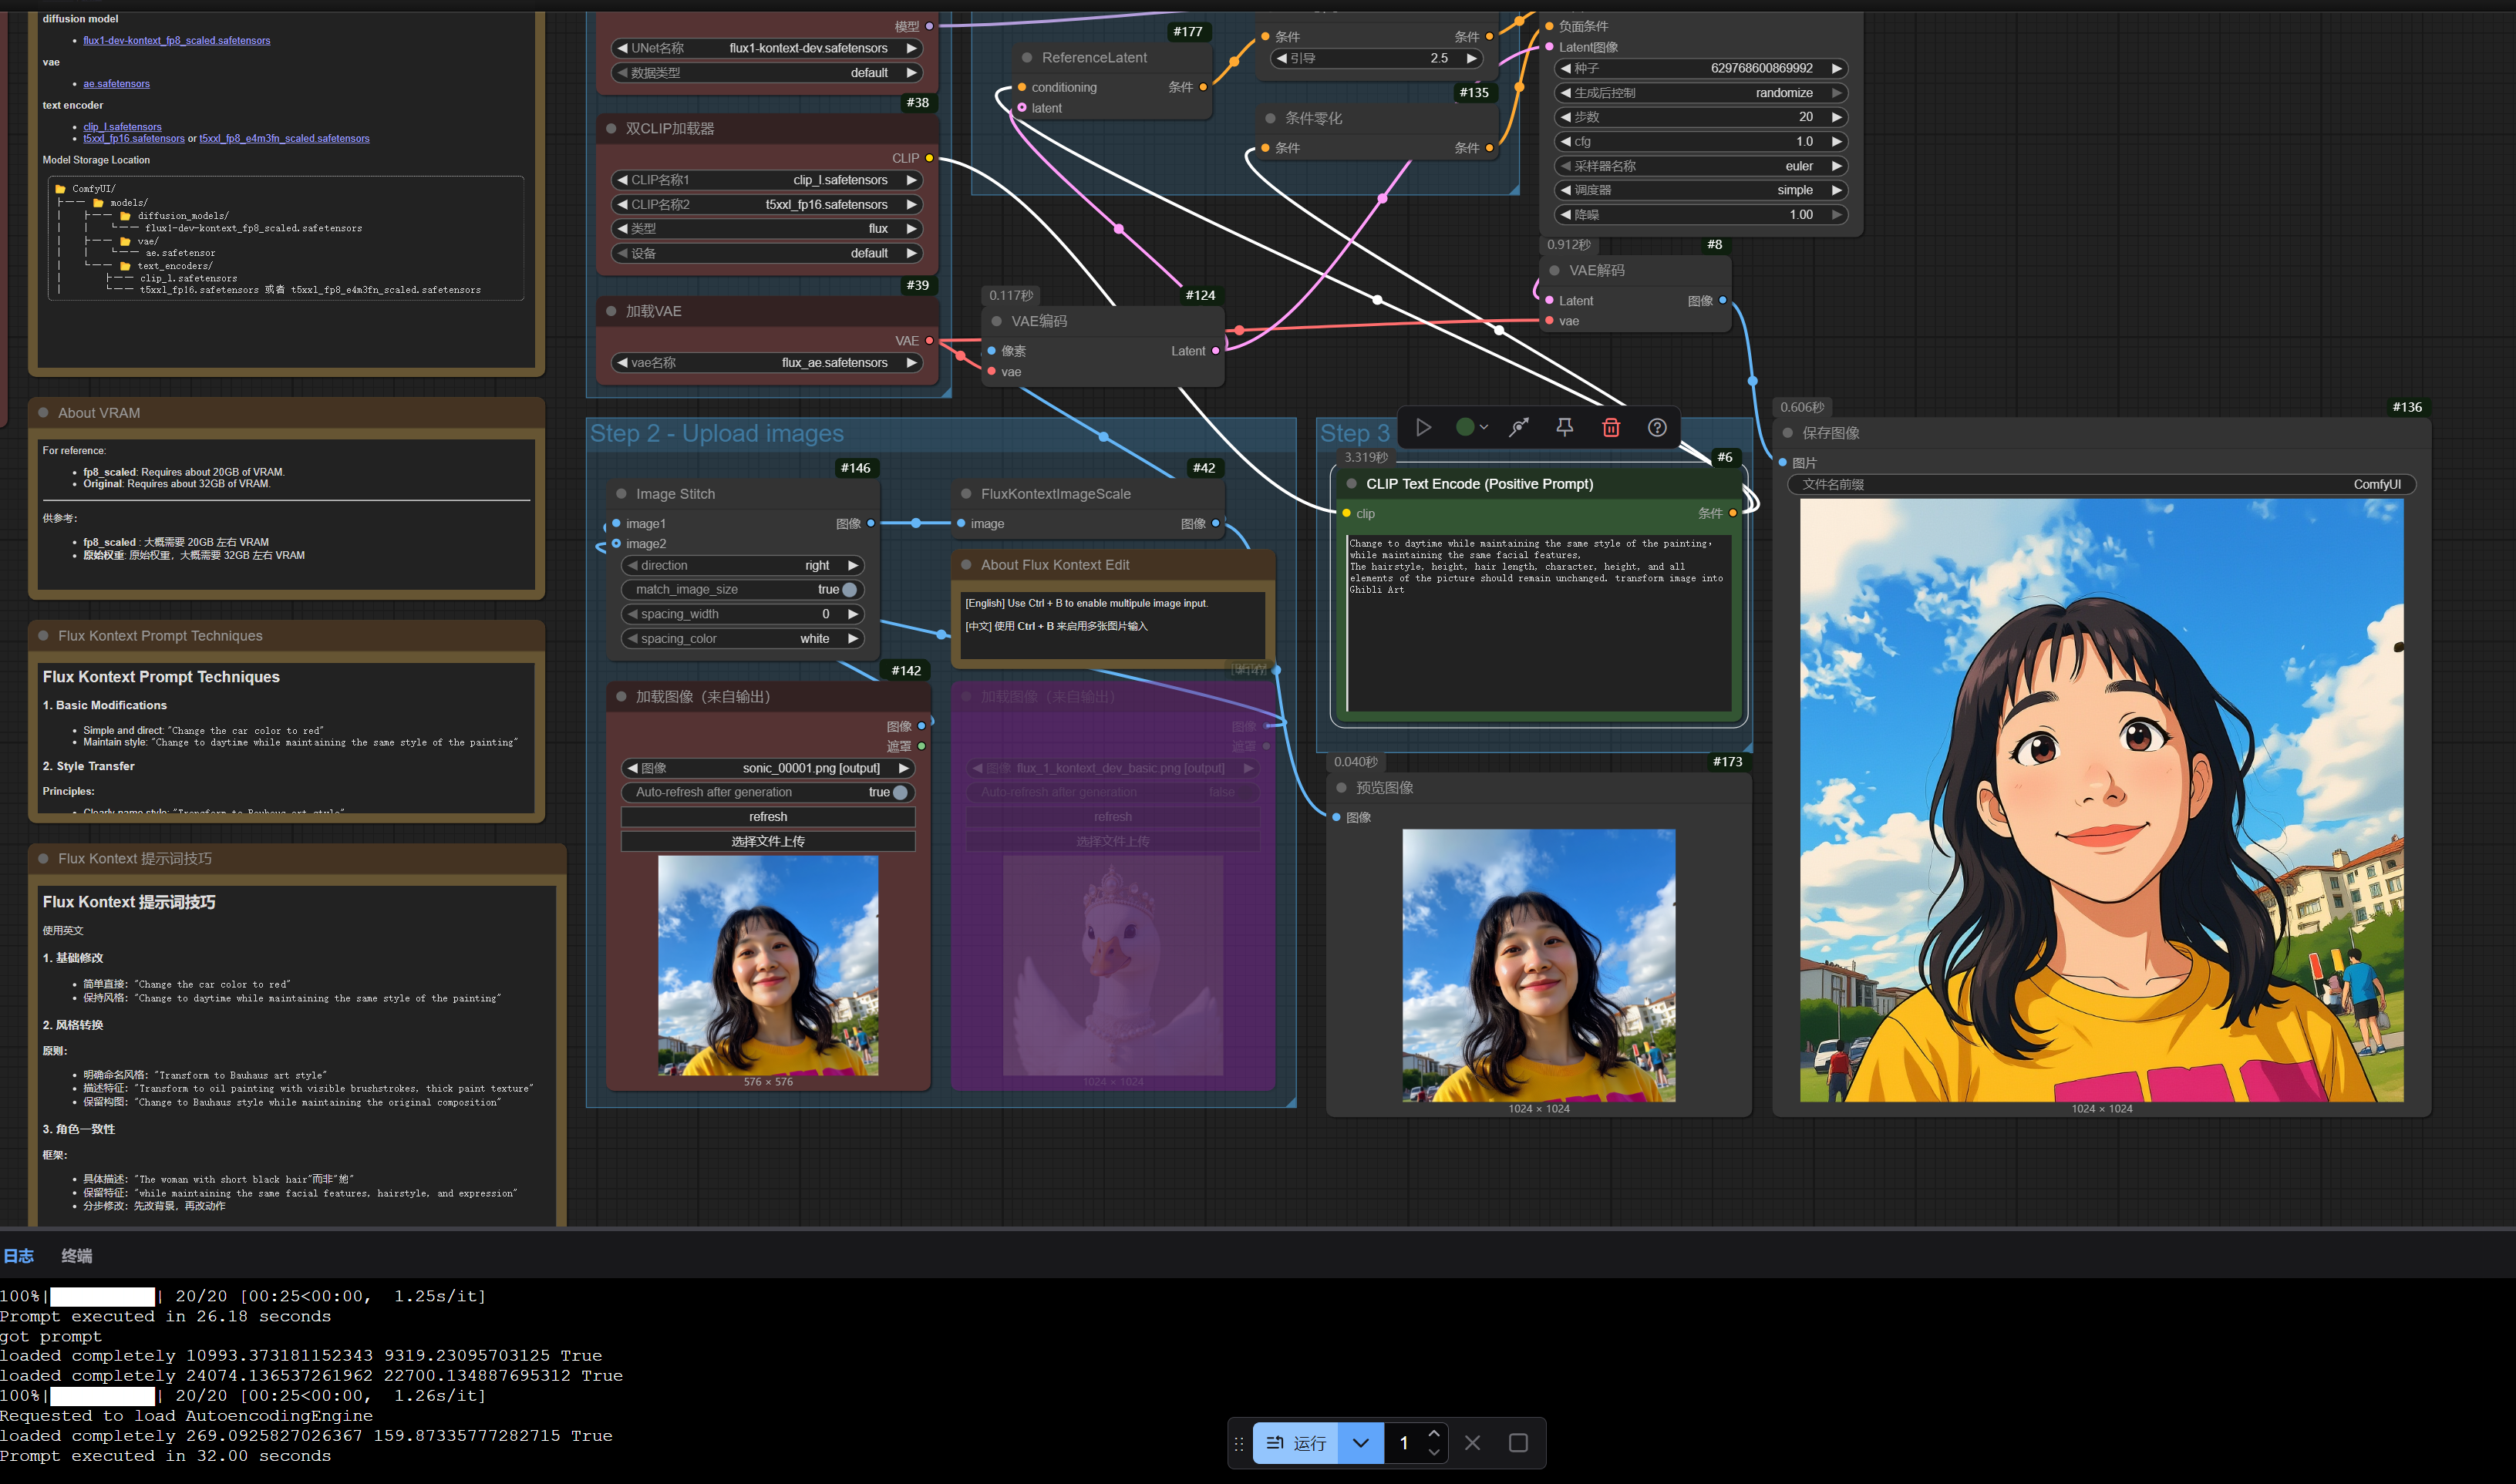 diffusion model
flux1-dev-kontext_fp8_scaled.safetensors
vae
ae.safetensors
text encoder
clip_l.safetensors
t5xxl_fp16.safetensors or t5xxl_fp8_e4m3fn_scaled.safetensors
Model Storage Location
ComfyUI/
models/
diffusion_models/
flux1-dev-kontext_fp8_scaled.safetensors
vae/
ae.safetensor
text_encoders/
clip_l.safetensors
t5xxl_fp16.safetensors 或者 t5xxl_fp8_e4m3fn_scaled.safetensors
About VRAM
For reference:
fp8_scaled: Requires about 20GB of VRAM.
Original: Requires about 32GB of VRAM.
供参考:
fp8_scaled : 大概需要 20GB 左右 VRAM
原始权重: 原始权重，大概需要 32GB 左右 VRAM
Flux Kontext Prompt Techniques
Flux Kontext Prompt Techniques
1. Basic Modifications
Simple and direct: "Change the car color to red"
Maintain style: "Change to daytime while maintaining the same style of the painting"
2. Style Transfer
Principles:
Clearly name style: "Transform to Bauhaus art style"
Flux Kontext 提示词技巧
Flux Kontext 提示词技巧
使用英文
1. 基础修改
简单直接："Change the car color to red"
保持风格："Change to daytime while maintaining the same style of the painting"
2. 风格转换
原则：
明确命名风格："Transform to Bauhaus art style"
描述特征："Transform to oil painting with visible brushstrokes, thick paint texture"
保留构图："Change to Bauhaus style while maintaining the original composition"
3. 角色一致性
框架：
具体描述："The woman with short black hair"而非"她"
保留特征："while maintaining the same facial features, hairstyle, and expression"
分步修改：先改背景，再改动作
模型
UNet名称 flux1-kontext-dev.safetensors
数据类型 default
#38
双CLIP加载器
CLIP
CLIP名称1 clip_l.safetensors
CLIP名称2 t5xxl_fp16.safetensors
类型 flux
设备 default
#39
加载VAE
VAE
vae名称 flux_ae.safetensors
#177
ReferenceLatent
conditioning 条件
latent
条件 条件
引导 2.5
#135
条件零化
条件 条件
负面条件
Latent图像
种子 629768600869992
生成后控制 randomize
步数 20
cfg 1.0
采样器名称 euler
调度器 simple
降噪 1.00
0.912秒 #8
VAE解码
Latent 图像
vae
0.117秒 #124
VAE编码
像素 Latent
vae
Step 2 - Upload images
#146
Image Stitch
image1 图像
image2
direction right
match_image_size true
spacing_width 0
spacing_color white
#42
FluxKontextImageScale
image 图像
About Flux Kontext Edit
[English] Use Ctrl + B to enable multipule image input.
[中文] 使用 Ctrl + B 来启用多张图片输入
#142
加载图像（来自输出）
图像
遮罩
图像 sonic_00001.png [output]
Auto-refresh after generation true
refresh
选择文件上传
576 × 576
加载图像（来自输出）
图像
遮罩
图像 flux_1_kontext_dev_basic.png [output]
Auto-refresh after generation false
refresh
选择文件上传
1024 × 1024
Step 3
3.319秒 #6
CLIP Text Encode (Positive Prompt)
clip 条件
Change to daytime while maintaining the same style of the painting,
while maintaining the same facial features,
The hairstyle, height, hair length, character, height, and all
elements of the picture should remain unchanged. transform image into
Ghibli Art
0.040秒 #173
预览图像
图像
1024 × 1024
0.606秒 #136
保存图像
图片
文件名前缀 ComfyUI
1024 × 1024
日志 终端
100%| | 20/20 [00:25<00:00, 1.25s/it]
Prompt executed in 26.18 seconds
got prompt
loaded completely 10993.373181152343 9319.23095703125 True
loaded completely 24074.136537261962 22700.134887695312 True
100%| | 20/20 [00:25<00:00, 1.26s/it]
Requested to load AutoencodingEngine
loaded completely 269.0925827026367 159.87335777282715 True
Prompt executed in 32.00 seconds
运行 1